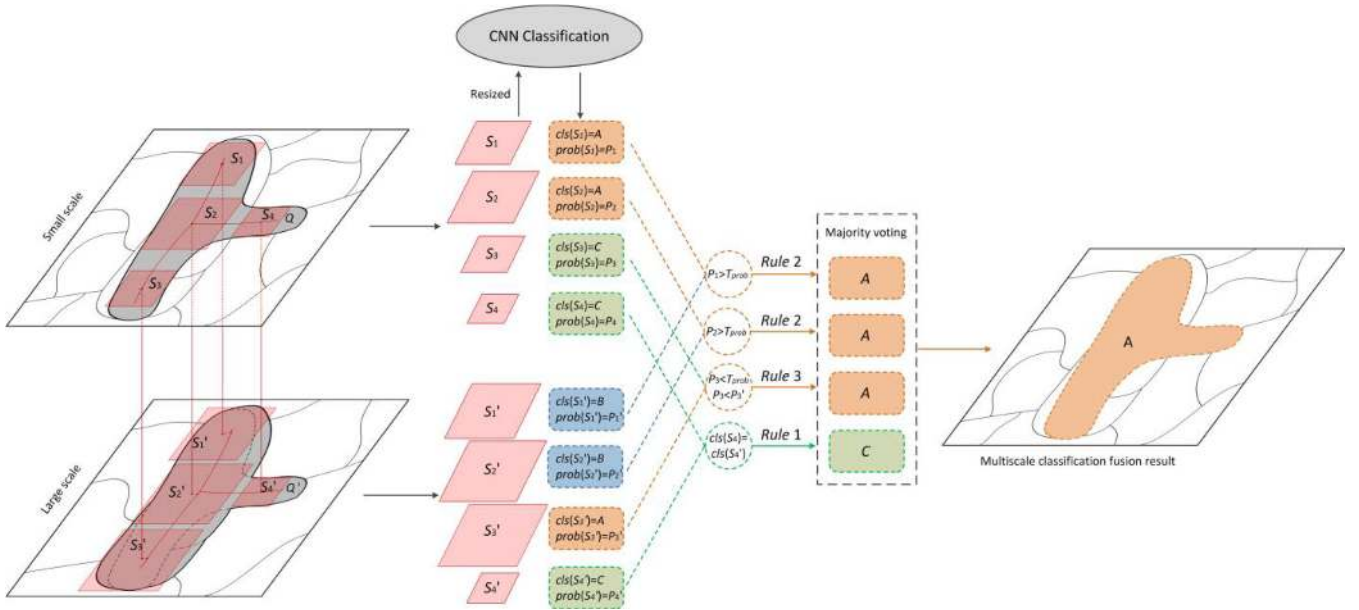 CNN Classification
Resized
Small scale
S1
S2
S4
Q
S3
S1
cls(S1)=A
prob(S1)=P1
S2
cls(S2)=A
prob(S2)=P2
S3
cls(S3)=C
prob(S3)=P3
S4
cls(S4)=C
prob(S4)=P4
Large scale
S1'
S2'
S4'
Q'
S3'
S1'
cls(S1')=B
prob(S1')=P1'
S2'
cls(S2')=B
prob(S2')=P2'
S3'
cls(S3')=A
prob(S3')=P3'
S4'
cls(S4')=C
prob(S4')=P4'
P1>Tprob
Rule 2
P2>Tprob
Rule 2
P3<Tprob
P3<P3'
Rule 3
cls(S4)=
cls(S4')
Rule 1
Majority voting
A
A
A
C
A
Multiscale classification fusion result